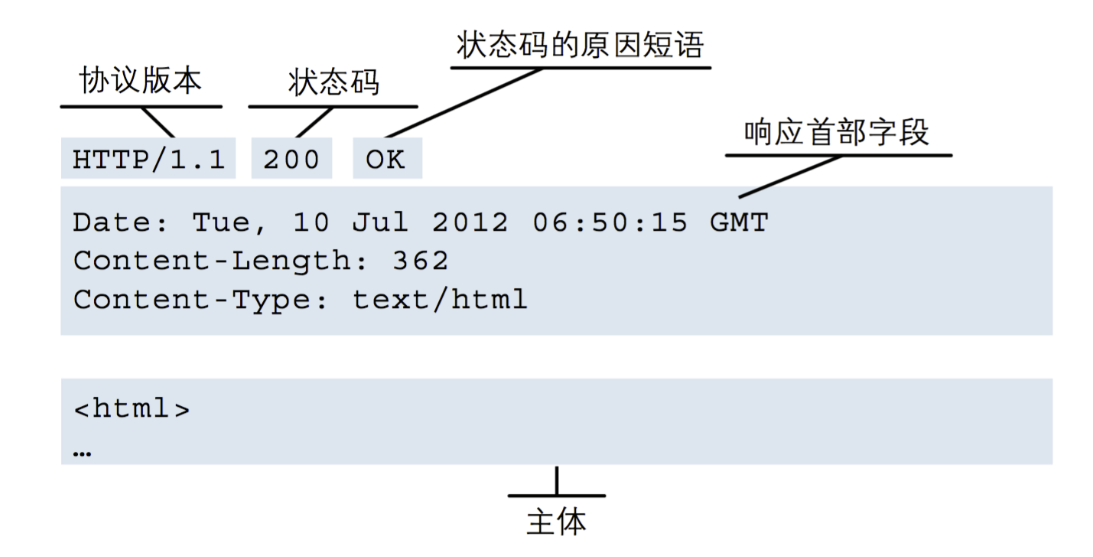 状态码的原因短语
协议版本 状态码
HTTP/1.1 200 OK
响应首部字段
Date: Tue, 10 Jul 2012 06:50:15 GMT
Content-Length: 362
Content-Type: text/html
<html>
…
主体